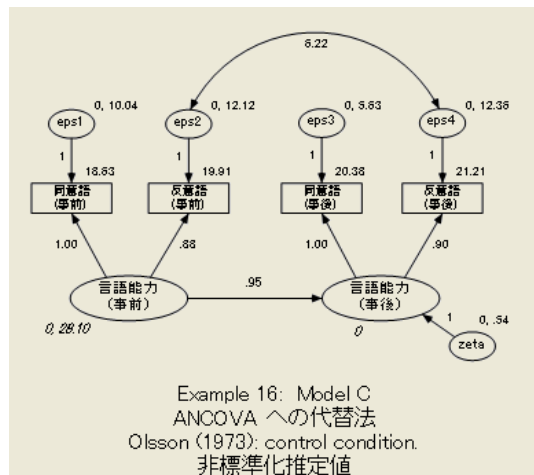 6.22
0, 10.04
0, 12.12
0, 12.36
eps1
eps2
eps3
eps4
1
1
1
1
18.63
19.91
20.38
21.21
同意語
(事前)
反意語
(事前)
同意語
(事後)
反意語
(事後)
1.00
.88
1.00
.90
言語能力
(事前)
.95
言語能力
(事後)
0, 28.10
0
1
0, .54
zeta
Example 16: Model C
ANCOVA への代替法
Olsson (1973): control condition.
非標準化推定値